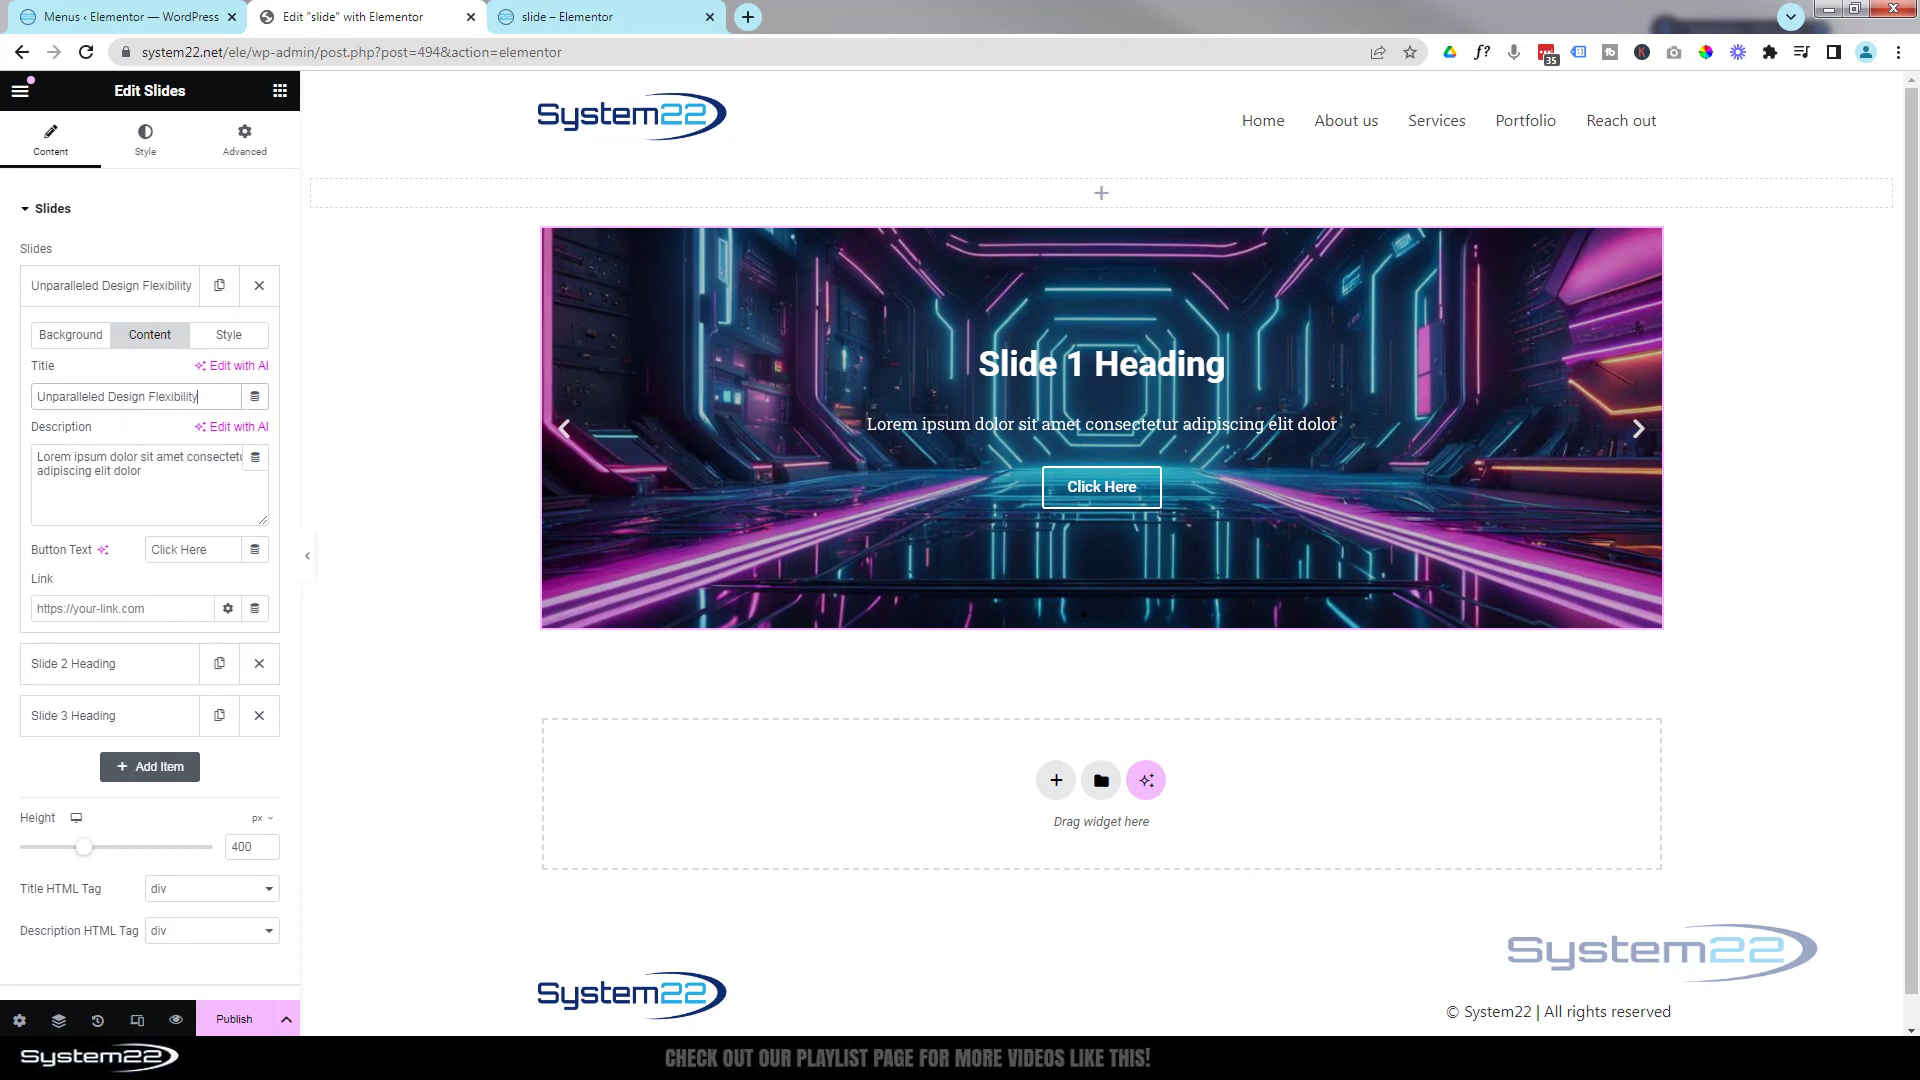 Menus ‹ Elementor — WordPress
Edit "slide" with Elementor
slide – Elementor
system22.net/ele/wp-admin/post.php?post=494&action=elementor
f?
35
Edit Slides
Content
Style
Advanced
Slides
Slides
Unparalleled Design Flexibility
Background
Content
Style
Title
Edit with AI
Unparalleled Design Flexibility
Description
Edit with AI
Lorem ipsum dolor sit amet consectetu
adipiscing elit dolor
Button Text
Click Here
Link
https://your-link.com
Slide 2 Heading
Slide 3 Heading
+ Add Item
Height
px
400
Title HTML Tag
div
Description HTML Tag
div
Publish
System22
Home
About us
Services
Portfolio
Reach out
Slide 1 Heading
Lorem ipsum dolor sit amet consectetur adipiscing elit dolor
Click Here
Drag widget here
System22
System22
© System22 | All rights reserved
System22
CHECK OUT OUR PLAYLIST PAGE FOR MORE VIDEOS LIKE THIS!